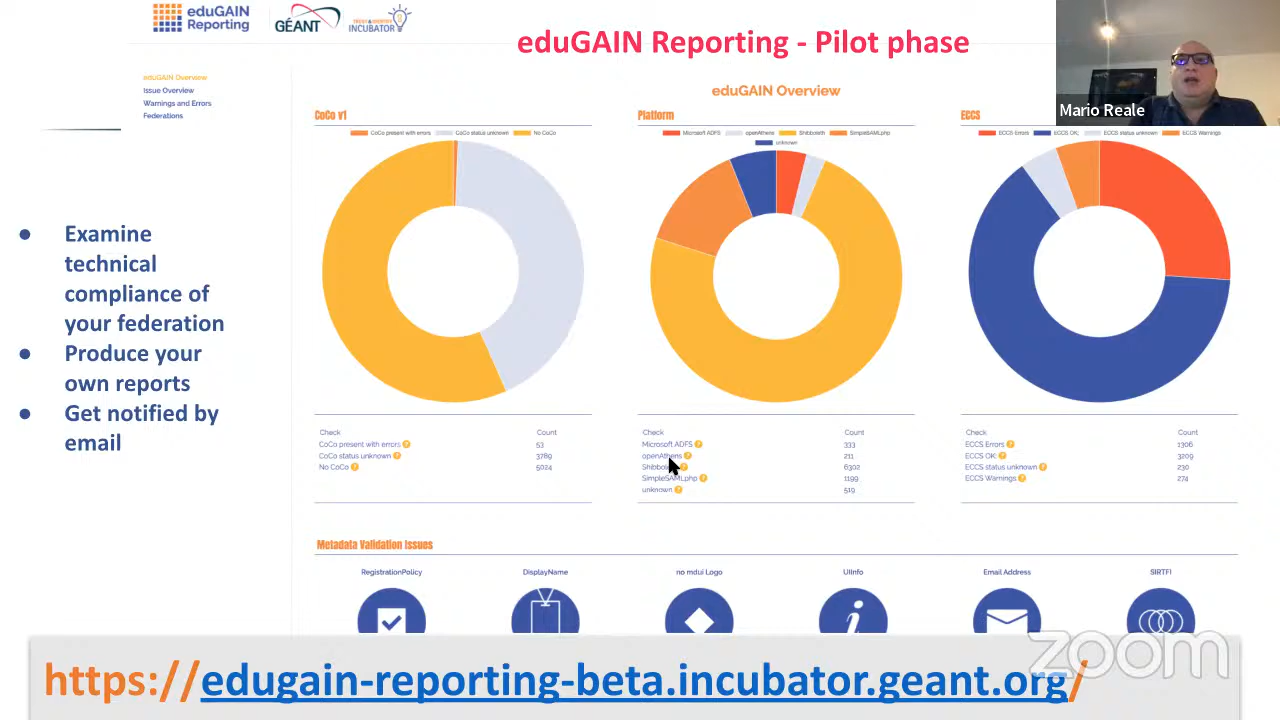 eduGAIN
Reporting
GÉANT
TRUST & IDENTITY
INCUBATOR
eduGAIN Reporting - Pilot phase
Mario Reale
eduGAIN Overview
Issue Overview
Warnings and Errors
Federations
Examine
technical
compliance of
your federation
Produce your
own reports
Get notified by
email
eduGAIN Overview
CoCo v1
CoCo present with errors
CoCo status unknown
No CoCo
Check Count
CoCo present with errors ? 53
CoCo status unknown ? 3789
No CoCo ? 5024
Platform
Microsoft ADFS
openAthens
Shibboleth
SimpleSAMLphp
unknown
Check Count
Microsoft ADFS ? 333
openAthens ? 211
? 6302
SimpleSAMLphp ? 1199
unknown ? 519
ECCS
ECCS Errors
ECCS OK;
ECCS status unknown
ECCS Warnings
Check Count
ECCS Errors ? 1306
ECCS OK; ? 3209
ECCS status unknown ? 230
ECCS Warnings ? 274
Metadata Validation Issues
RegistrationPolicy
DisplayName
no mdui Logo
UIInfo
Email Address
SIRTFI
zoom
https://edugain-reporting-beta.incubator.geant.org/